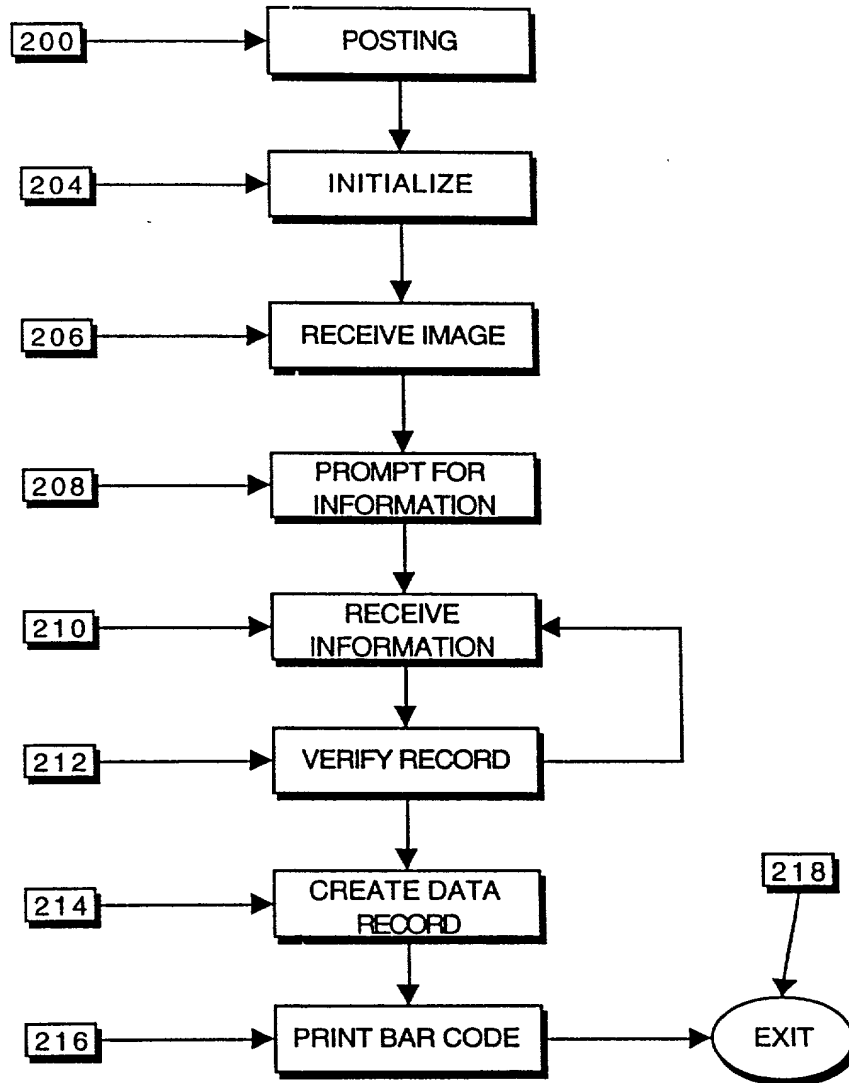 200
POSTING
204
INITIALIZE
206
RECEIVE IMAGE
208
PROMPT FOR
INFORMATION
210
RECEIVE
INFORMATION
212
VERIFY RECORD
214
CREATE DATA
RECORD
218
216
PRINT BAR CODE
EXIT